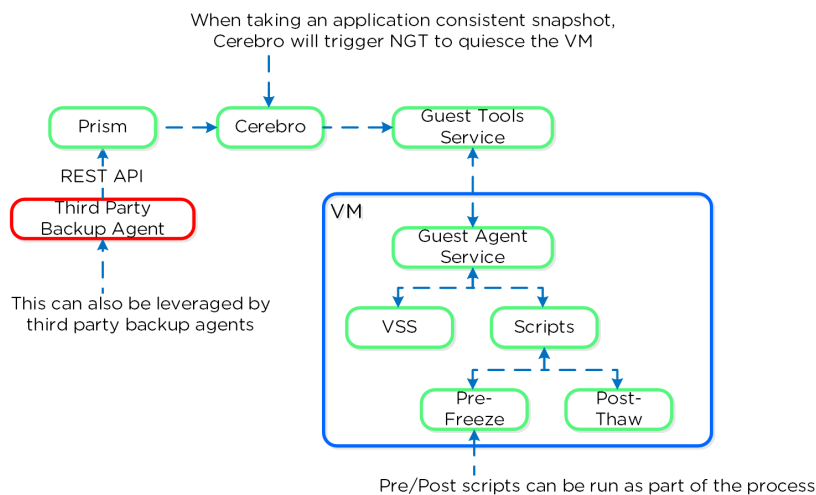 When taking an application consistent snapshot,
Cerebro will trigger NGT to quiesce the VM
Prism
Cerebro
Guest Tools
Service
REST API
Third Party
Backup Agent
This can also be leveraged by
third party backup agents
VM
Guest Agent
Service
VSS
Scripts
Pre-
Freeze
Post-
Thaw
Pre/Post scripts can be run as part of the process